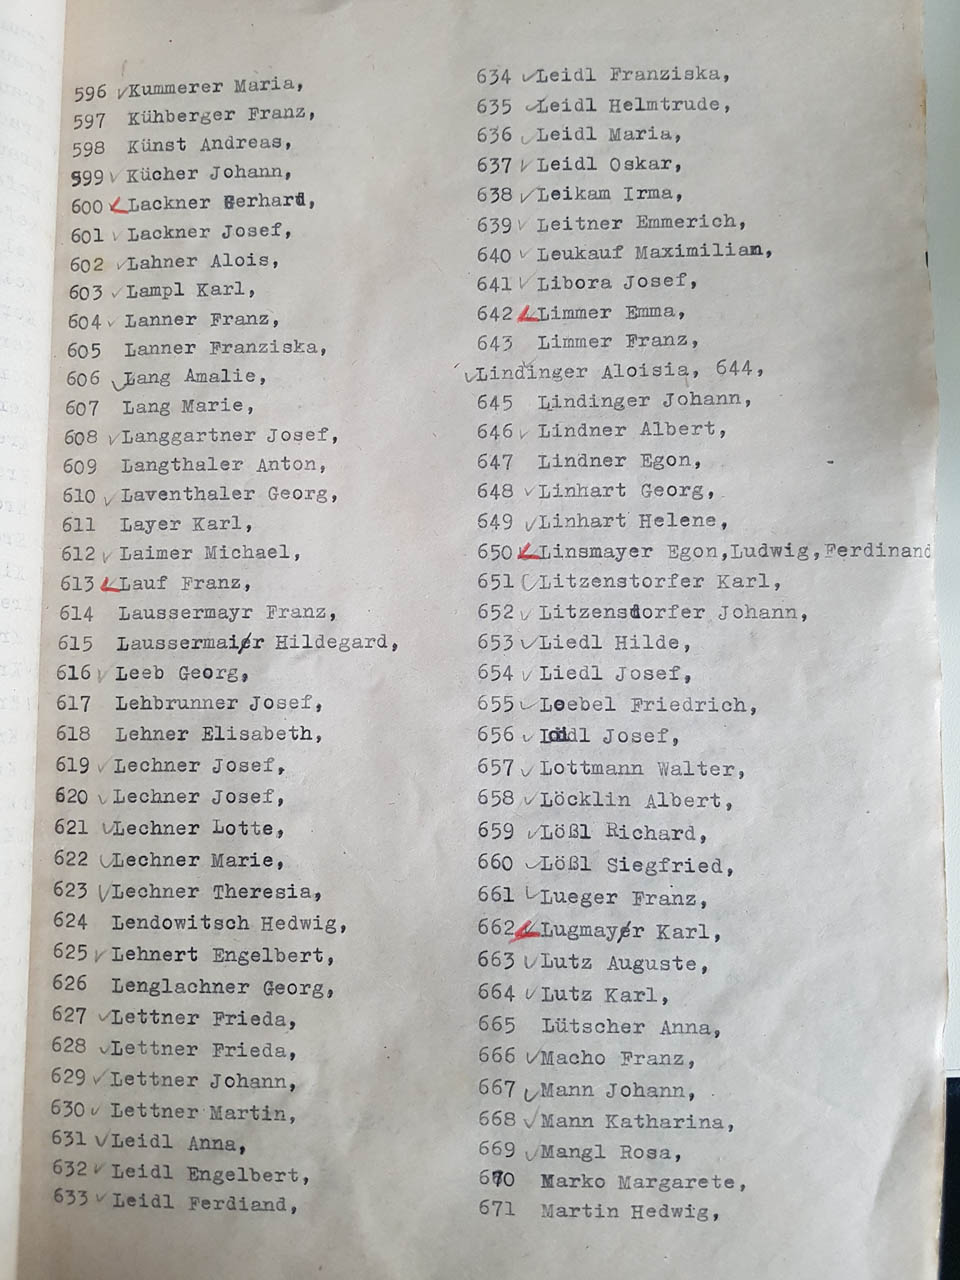 596 Kummerer Maria,
597 Kühberger Franz,
598 Künst Andreas,
599 Kücher Johann,
600 Lackner Gerhard,
601 Lackner Josef,
602 Lahner Alois,
603 Lampl Karl,
604 Lanner Franz,
605 Lanner Franziska,
606 Lang Amalie,
607 Lang Marie,
608 Langgartner Josef,
609 Langthaler Anton,
610 Laventhaler Georg,
611 Layer Karl,
612 Laimer Michael,
613 Lauf Franz,
614 Laussermayr Franz,
615 Laussermaier Hildegard,
616 Leeb Georg,
617 Lehbrunner Josef,
618 Lehner Elisabeth,
619 Lechner Josef,
620 Lechner Josef,
621 Lechner Lotte,
622 Lechner Marie,
623 Lechner Theresia,
624 Lendowitsch Hedwig,
625 Lehnert Engelbert,
626 Lenglachner Georg,
627 Lettner Frieda,
628 Lettner Frieda,
629 Lettner Johann,
630 Lettner Martin,
631 Leidl Anna,
632 Leidl Engelbert,
633 Leidl Ferdiand,
634 Leidl Franziska,
635 Leidl Helmtrude,
636 Leidl Maria,
637 Leidl Oskar,
638 Leikam Irma,
639 Leitner Emmerich,
640 Leukauf Maximilian,
641 Libora Josef,
642 Limmer Emma,
643 Limmer Franz,
Lindinger Aloisia, 644,
645 Lindinger Johann,
646 Lindner Albert,
647 Lindner Egon,
648 Linhart Georg,
649 Linhart Helene,
650 Linsmayer Egon,Ludwig,Ferdinand
651 Litzenstorfer Karl,
652 Litzensdorfer Johann,
653 Liedl Hilde,
654 Liedl Josef,
655 Loebel Friedrich,
656 Josef,
657 Lottmann Walter,
658 Löcklin Albert,
659 Lößl Richard,
660 Lößl Siegfried,
661 Lueger Franz,
662 Lugmayr Karl,
663 Lutz Auguste,
664 Lutz Karl,
665 Lütscher Anna,
666 Macho Franz,
667 Mann Johann,
668 Mann Katharina,
669 Mangl Rosa,
670 Marko Margarete,
671 Martin Hedwig,